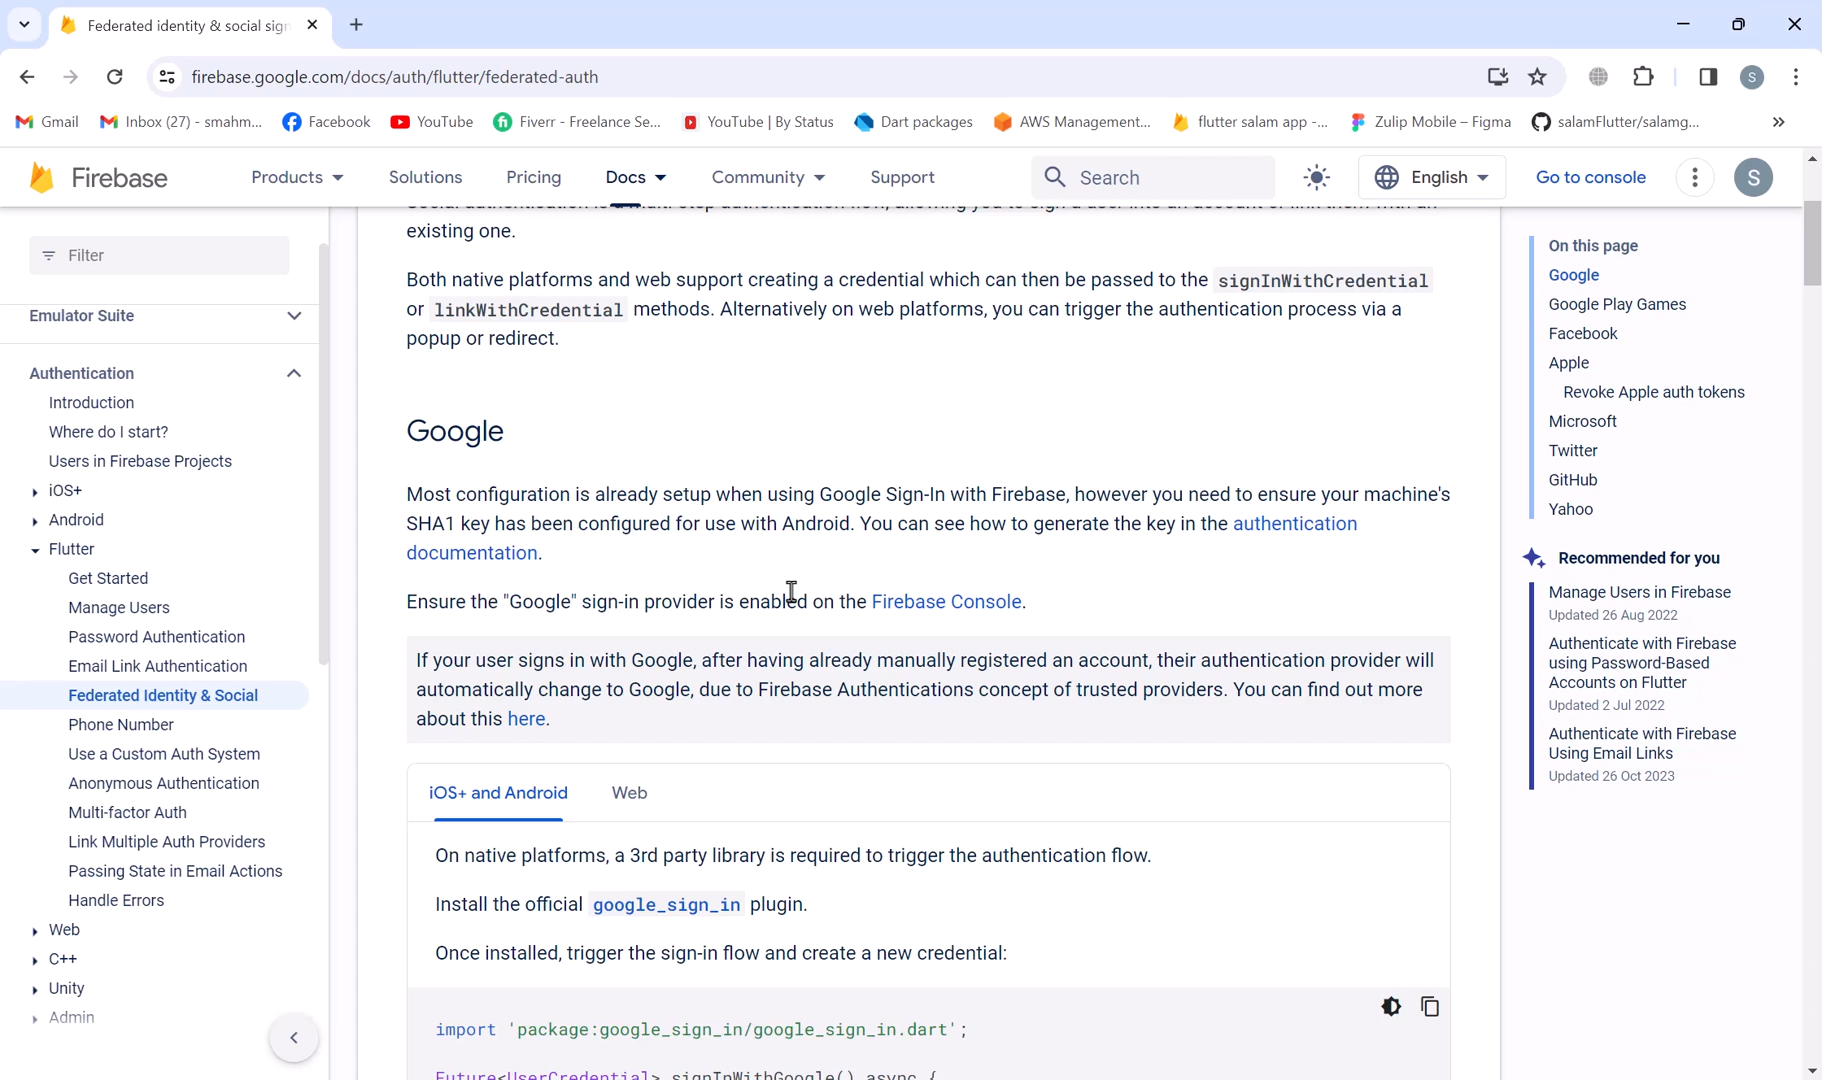 Federated identity & social sign
firebase.google.com/docs/auth/flutter/federated-auth
S
Gmail
Inbox (27) - smahm...
Facebook
YouTube
Fiverr - Freelance Se...
YouTube | By Status
Dart packages
AWS Management...
flutter salam app -...
Zulip Mobile – Figma
salamFlutter/salamg...
Firebase
Products
Solutions
Pricing
Docs
Community
Support
Search
English
Go to console
S
Filter
Emulator Suite
Authentication
Introduction
Where do I start?
Users in Firebase Projects
iOS+
Android
Flutter
Get Started
Manage Users
Password Authentication
Email Link Authentication
Federated Identity & Social
Phone Number
Use a Custom Auth System
Anonymous Authentication
Multi-factor Auth
Link Multiple Auth Providers
Passing State in Email Actions
Handle Errors
Web
C++
Unity
Admin
existing one.
Both native platforms and web support creating a credential which can then be passed to the signInWithCredential
or linkWithCredential methods. Alternatively on web platforms, you can trigger the authentication process via a
popup or redirect.
Google
Most configuration is already setup when using Google Sign-In with Firebase, however you need to ensure your machine's
SHA1 key has been configured for use with Android. You can see how to generate the key in the authentication
documentation.
Ensure the "Google" sign-in provider is enabled on the Firebase Console.
If your user signs in with Google, after having already manually registered an account, their authentication provider will
automatically change to Google, due to Firebase Authentications concept of trusted providers. You can find out more
about this here.
iOS+ and Android
Web
On native platforms, a 3rd party library is required to trigger the authentication flow.
Install the official google_sign_in plugin.
Once installed, trigger the sign-in flow and create a new credential:
import 'package:google_sign_in/google_sign_in.dart';
Future<UserCredential> signInWithGoogle() async {
On this page
Google
Google Play Games
Facebook
Apple
Revoke Apple auth tokens
Microsoft
Twitter
GitHub
Yahoo
Recommended for you
Manage Users in Firebase
Updated 26 Aug 2022
Authenticate with Firebase
using Password-Based
Accounts on Flutter
Updated 2 Jul 2022
Authenticate with Firebase
Using Email Links
Updated 26 Oct 2023